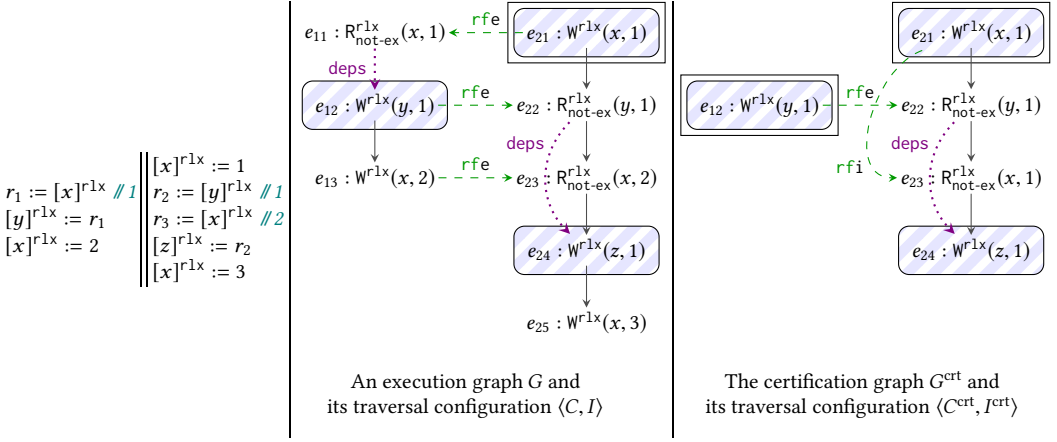 r₁ := [x]^rlx //1
[y]^rlx := r₁
[x]^rlx := 2
[x]^rlx := 1
r₂ := [y]^rlx //1
r₃ := [x]^rlx //2
[z]^rlx := r₂
[x]^rlx := 3
e₁₁ : R^rlx_not-ex(x, 1)
rfe
e₂₁ : W^rlx(x, 1)
deps
e₁₂ : W^rlx(y, 1)
rfe
e₂₂ : R^rlx_not-ex(y, 1)
deps
e₁₃ : W^rlx(x, 2)
rfe
e₂₃ : R^rlx_not-ex(x, 2)
e₂₄ : W^rlx(z, 1)
e₂₅ : W^rlx(x, 3)
An execution graph G and
its traversal configuration ⟨C, I⟩
e₂₁ : W^rlx(x, 1)
e₁₂ : W^rlx(y, 1)
rfe
e₂₂ : R^rlx_not-ex(y, 1)
deps
rfi
e₂₃ : R^rlx_not-ex(x, 1)
e₂₄ : W^rlx(z, 1)
The certification graph G^crt and
its traversal configuration ⟨C^crt, I^crt⟩